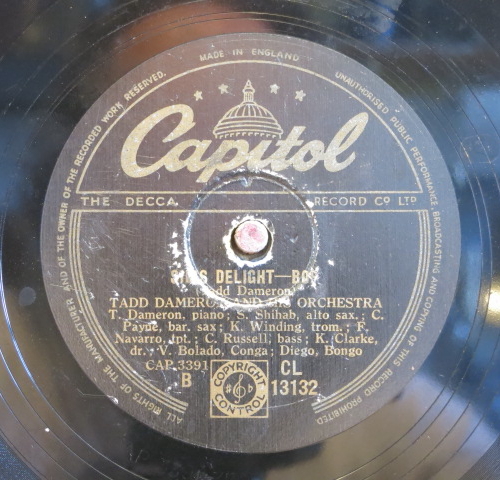 MADE IN ENGLAND
ALL RIGHTS OF THE MANUFACTURER AND OF THE OWNER OF THE RECORDED WORK RESERVED.
UNAUTHORISED PUBLIC PERFORMANCE BROADCASTING AND COPYING OF THIS RECORD PROHIBITED
Capitol
THE DECCA RECORD CO LTD
DELIGHT—
Dameron)
TADD DAMERON AND HIS ORCHESTRA
T. Dameron, piano; S. Shihab, alto sax.; C.
Payne, bar. sax; K. Winding, trom.; F.
Navarro, tpt.; C. Russell, bass; K. Clarke,
dr.; V. Bolado, Conga; Diego, Bongo
CAP.3391
B
COPYRIGHT
CONTROL
CL
13132